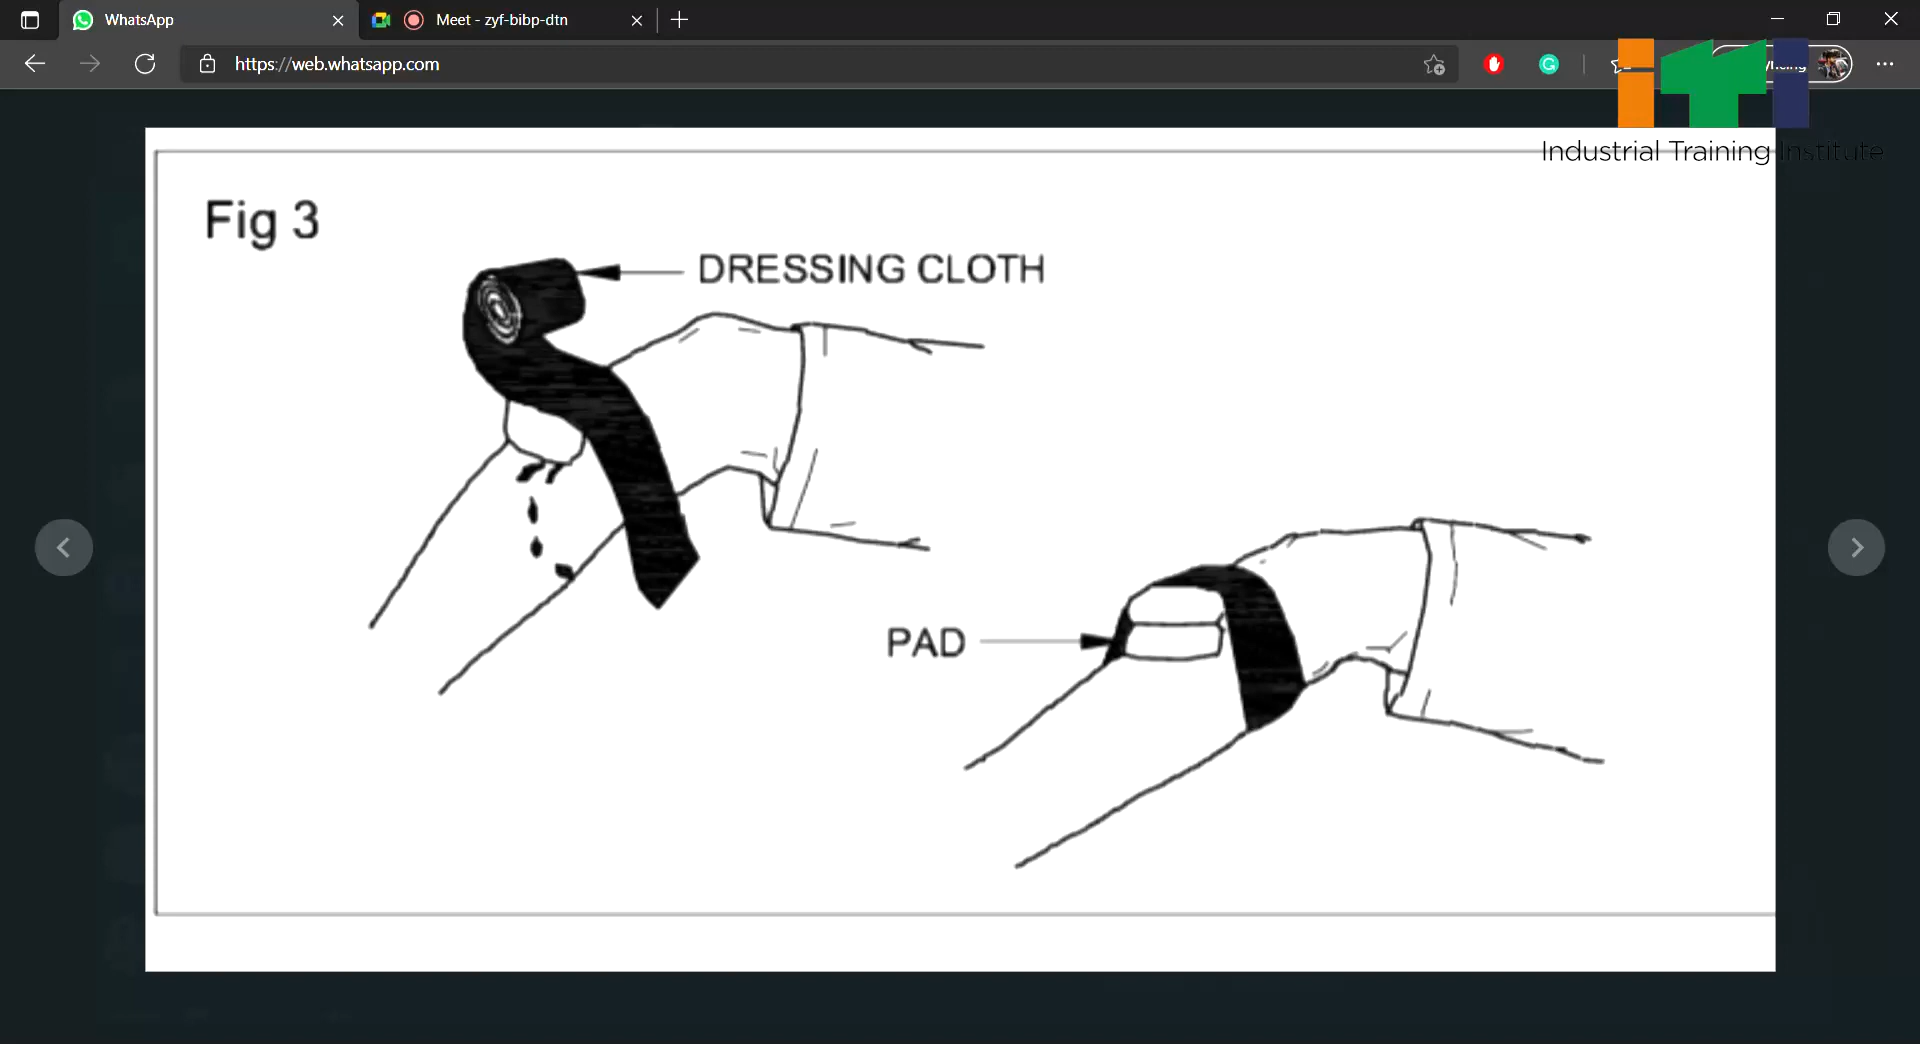 WhatsApp
Meet - zyf-bibp-dtn
https://web.whatsapp.com
Industrial Training Institute
Fig 3
DRESSING CLOTH
PAD